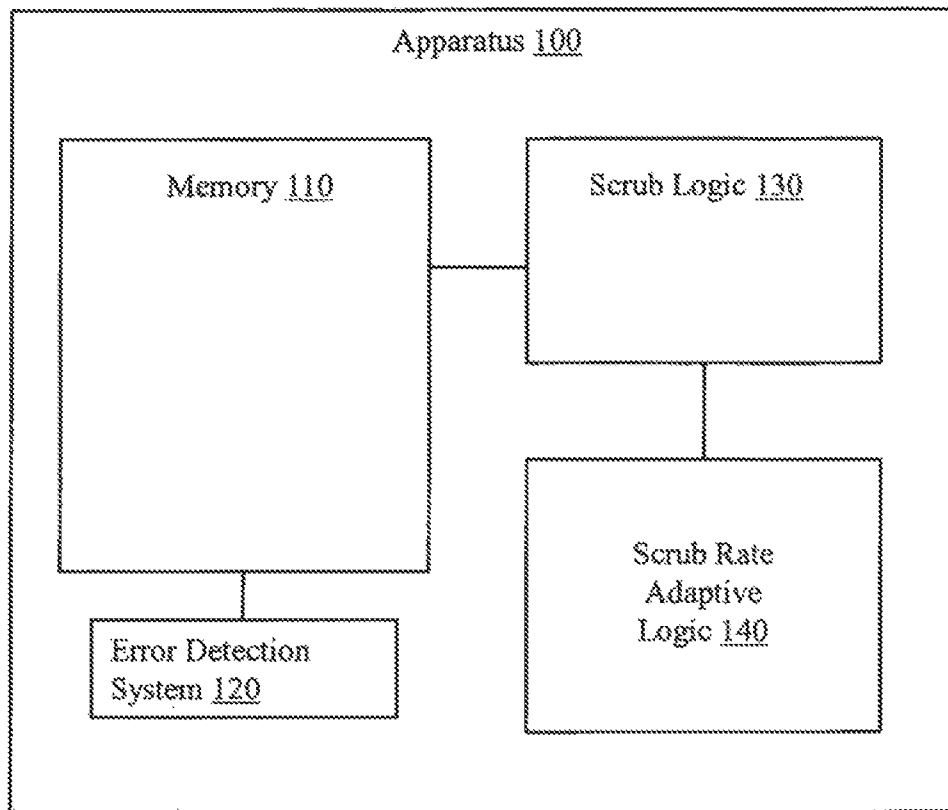 Apparatus 100
Memory 110
Scrub Logic 130
Scrub Rate
Adaptive
Logic 140
Error Detection
System 120